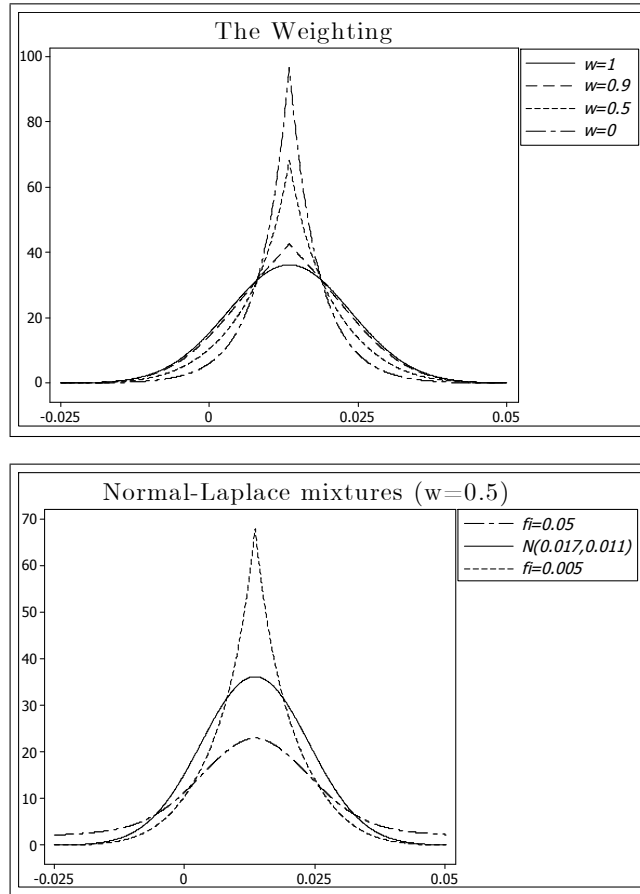 The Weighting
100
80
60
40
20
0
-0.025 0 0.025 0.05
w=1
w=0.9
w=0.5
w=0
Normal-Laplace mixtures (w=0.5)
70
60
50
40
30
20
10
0
-0.025 0 0.025 0.05
fi=0.05
N(0.017,0.011)
fi=0.005